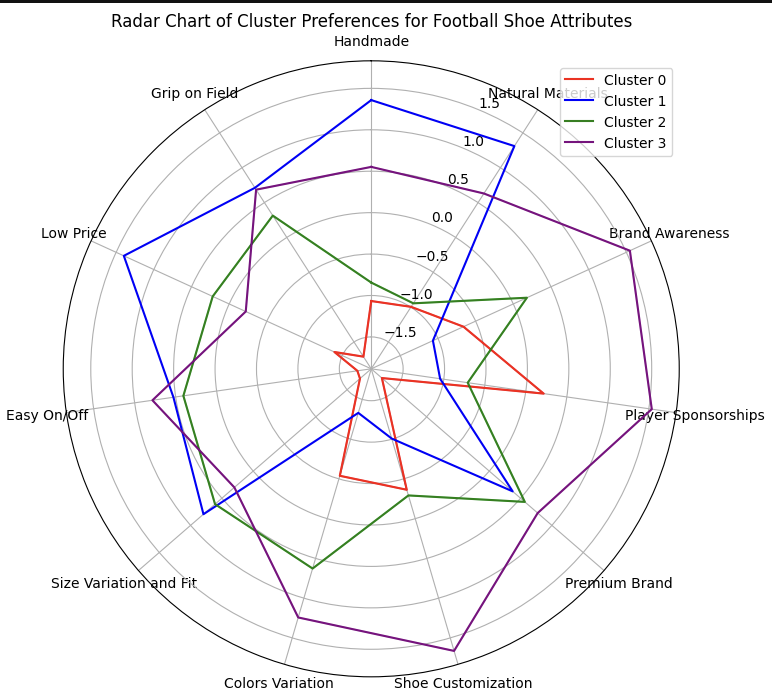 Radar Chart of Cluster Preferences for Football Shoe Attributes
Handmade
Grip on Field
Natural Materials
Cluster 0
Cluster 1
Cluster 2
Cluster 3
1.5
1.0
0.5
0.0
−0.5
−1.0
−1.5
Low Price
Brand Awareness
Easy On/Off
Player Sponsorships
Size Variation and Fit
Premium Brand
Colors Variation
Shoe Customization